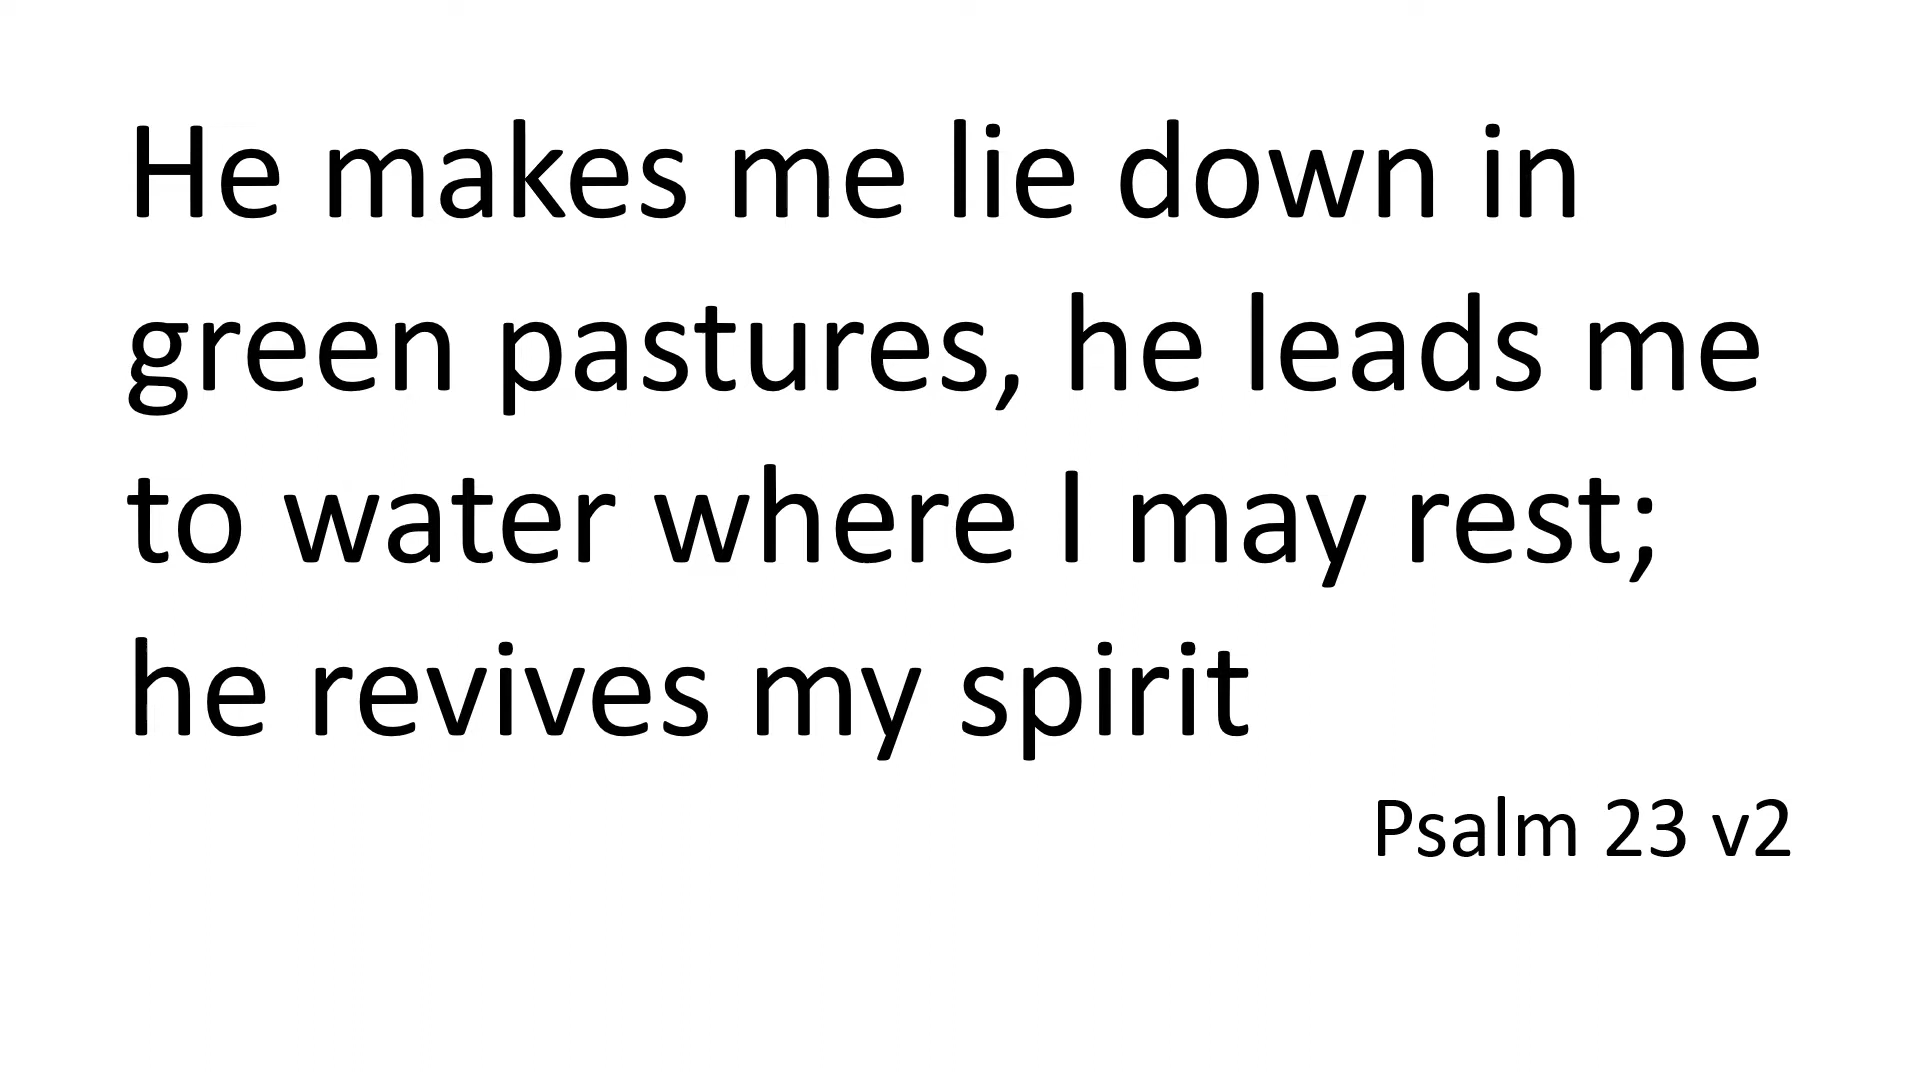 He makes me lie down in
green pastures, he leads me
to water where I may rest;
he revives my spirit
Psalm 23 v2